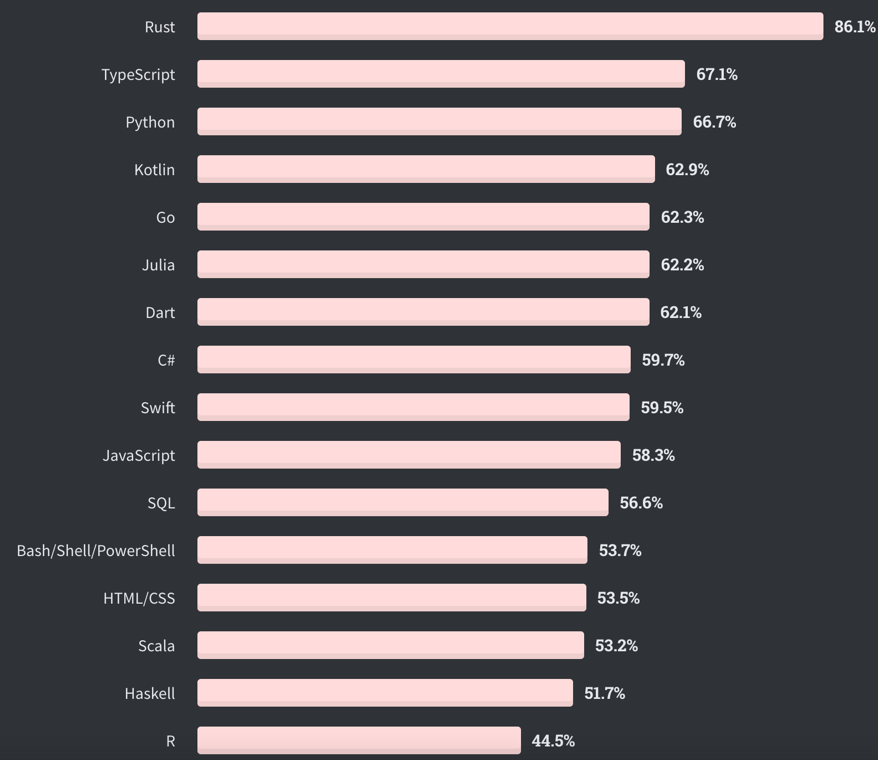 Rust 86.1%
TypeScript 67.1%
Python 66.7%
Kotlin 62.9%
Go 62.3%
Julia 62.2%
Dart 62.1%
C# 59.7%
Swift 59.5%
JavaScript 58.3%
SQL 56.6%
Bash/Shell/PowerShell 53.7%
HTML/CSS 53.5%
Scala 53.2%
Haskell 51.7%
R 44.5%